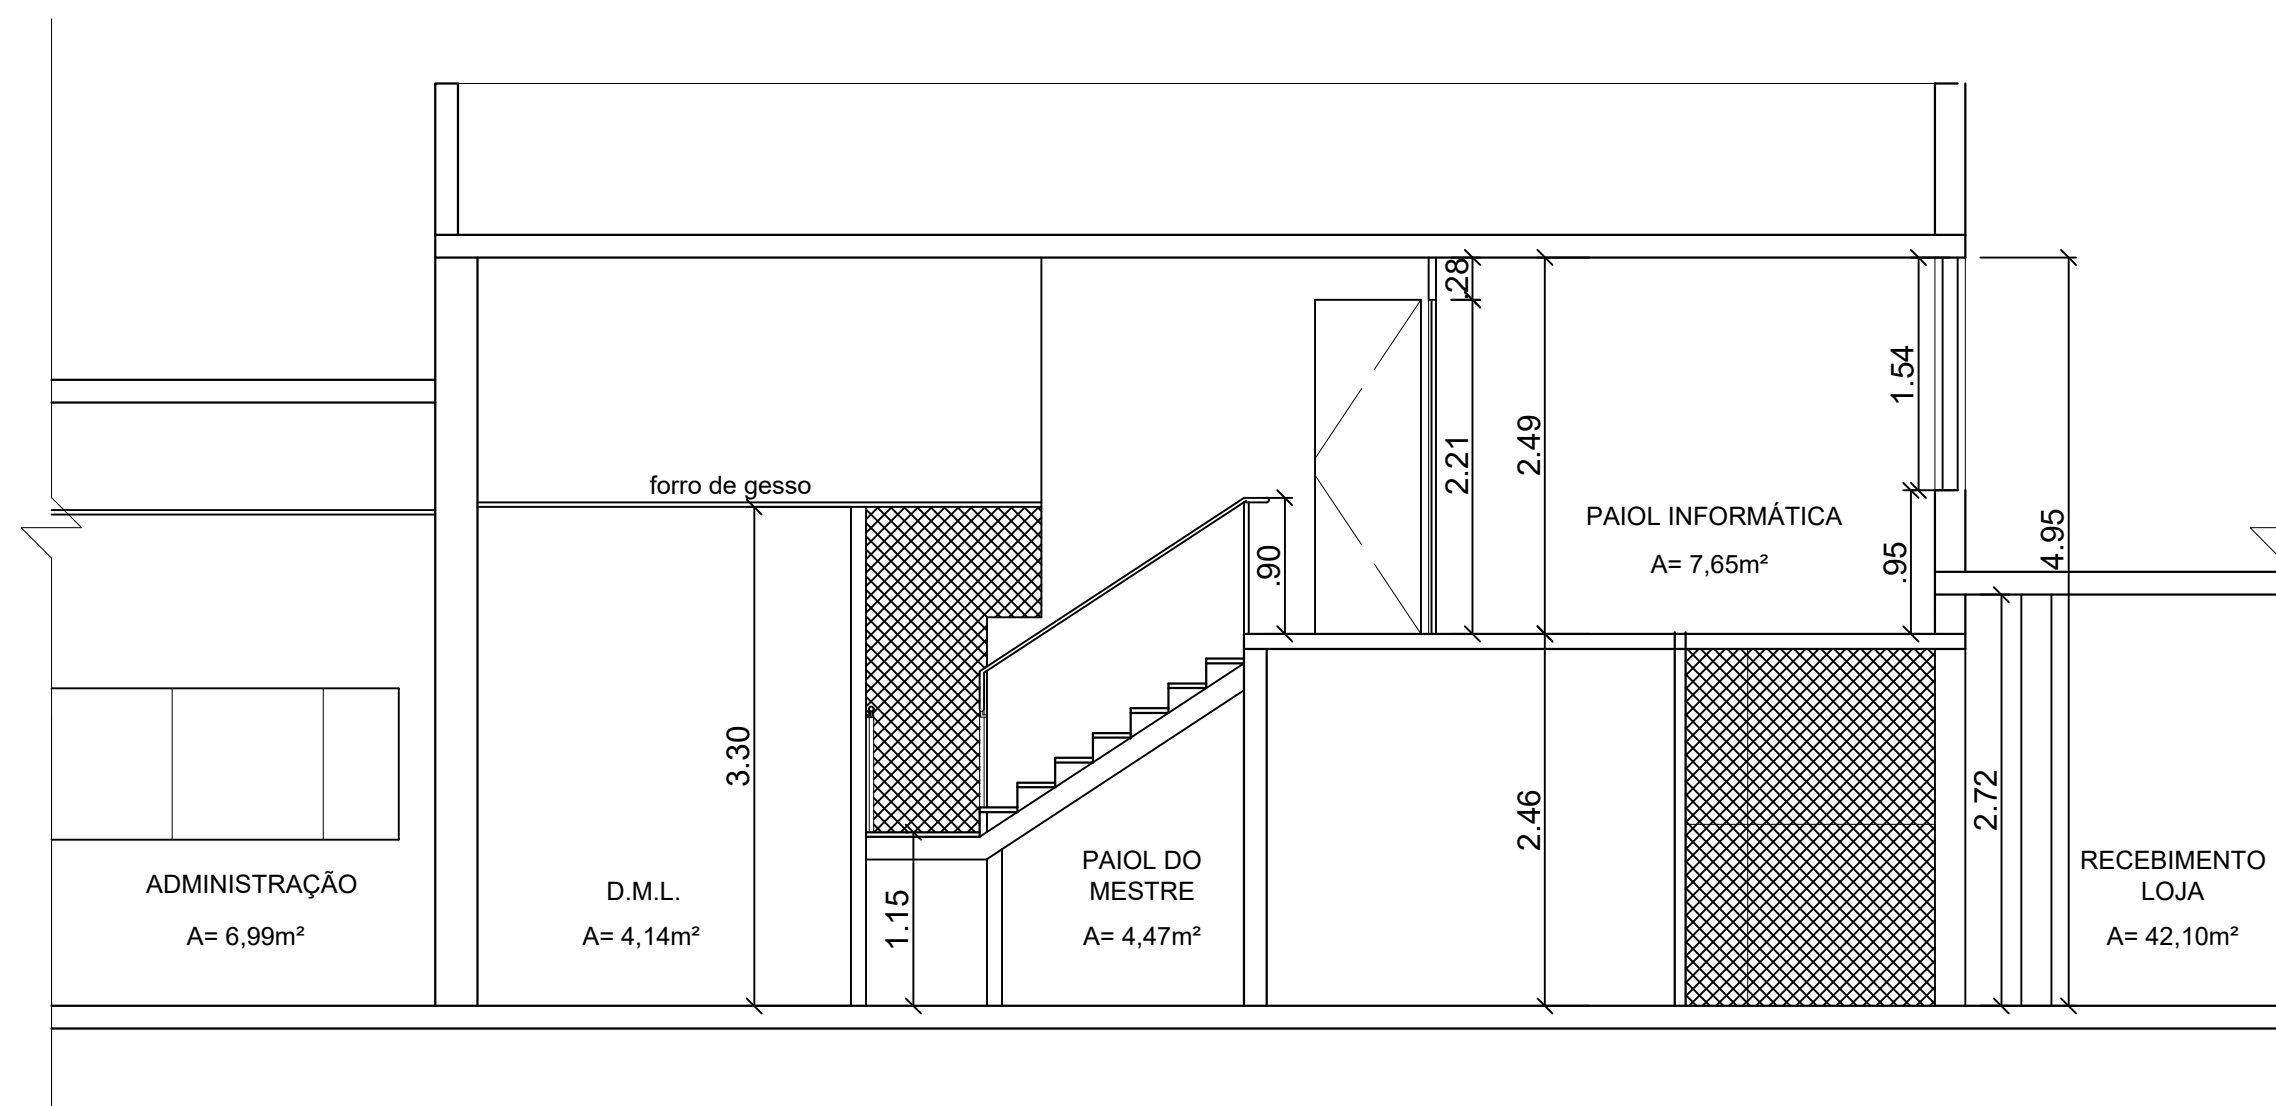 .28
1.54
2.49
2.21
forro de gesso
PAIOL INFORMÁTICA
A= 7,65m²
4.95
.90
.95
3.30
2.46
2.72
PAIOL DO
MESTRE
A= 4,47m²
RECEBIMENTO
LOJA
A= 42,10m²
ADMINISTRAÇÃO
A= 6,99m²
D.M.L.
A= 4,14m²
1.15